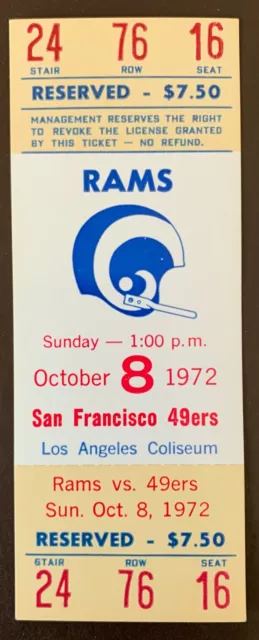 24 76 16
STAIR ROW SEAT
RESERVED - $7.50
MANAGEMENT RESERVES THE RIGHT
TO REVOKE THE LICENSE GRANTED
BY THIS TICKET — NO REFUND.
RAMS
Sunday — 1:00 p.m.
October 8 1972
San Francisco 49ers
Los Angeles Coliseum
Rams vs. 49ers
Sun. Oct. 8, 1972
RESERVED - $7.50
STAIR ROW SEAT
24 76 16